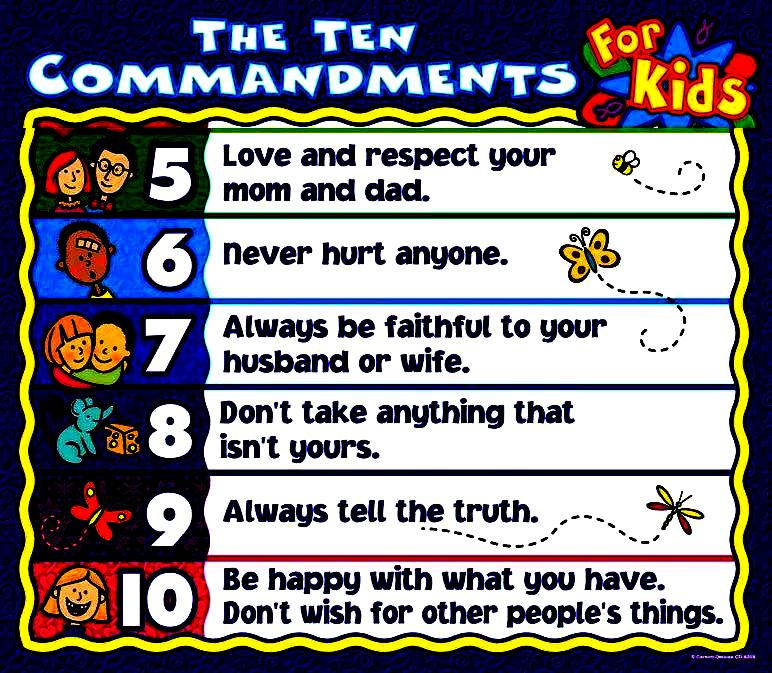 The Ten
Commandments
For
Kids
5
Love and respect your
mom and dad.
6
Never hurt anyone.
7
Always be faithful to your
husband or wife.
8
Don't take anything that
isn't yours.
9
Always tell the truth.
10
Be happy with what you have.
Don't wish for other people's things.